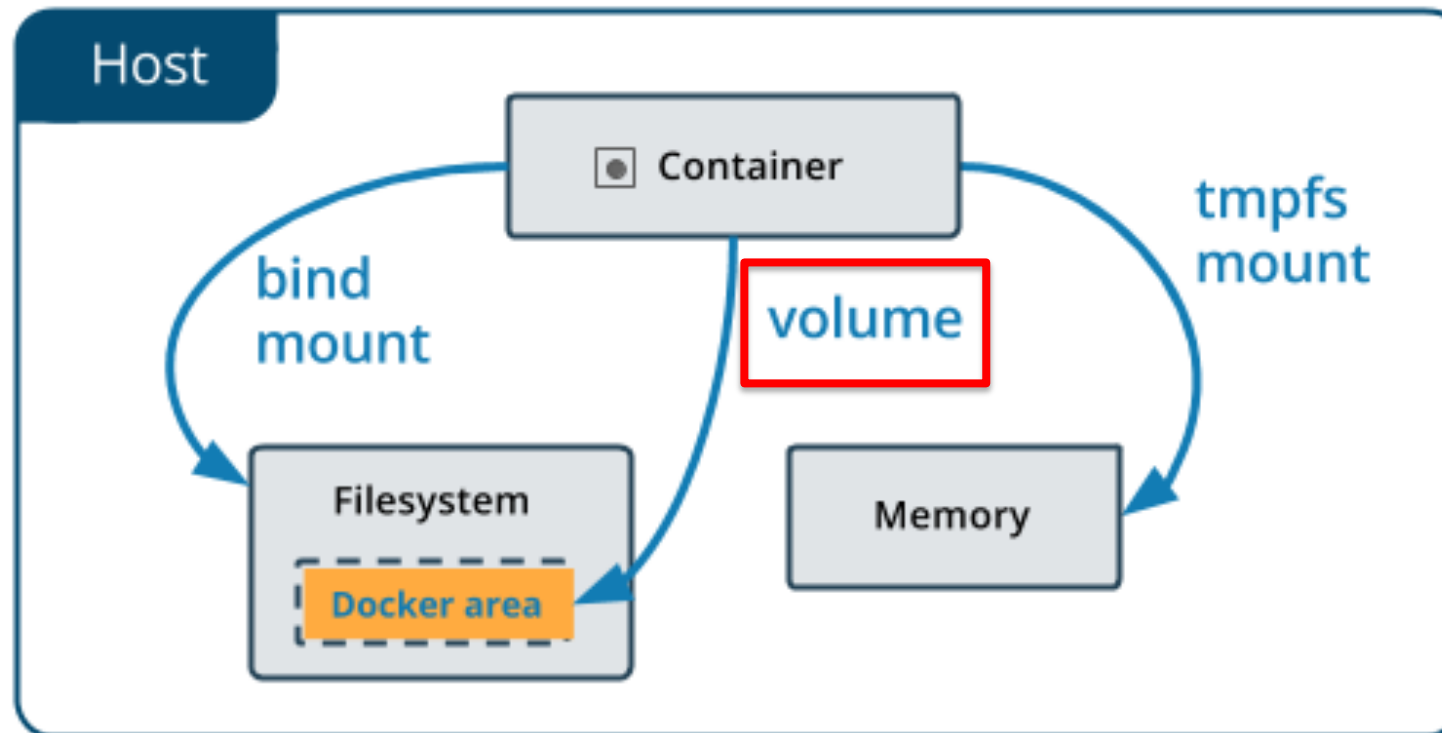 Host
Container
bind
mount
volume
tmpfs
mount
Filesystem
Docker area
Memory